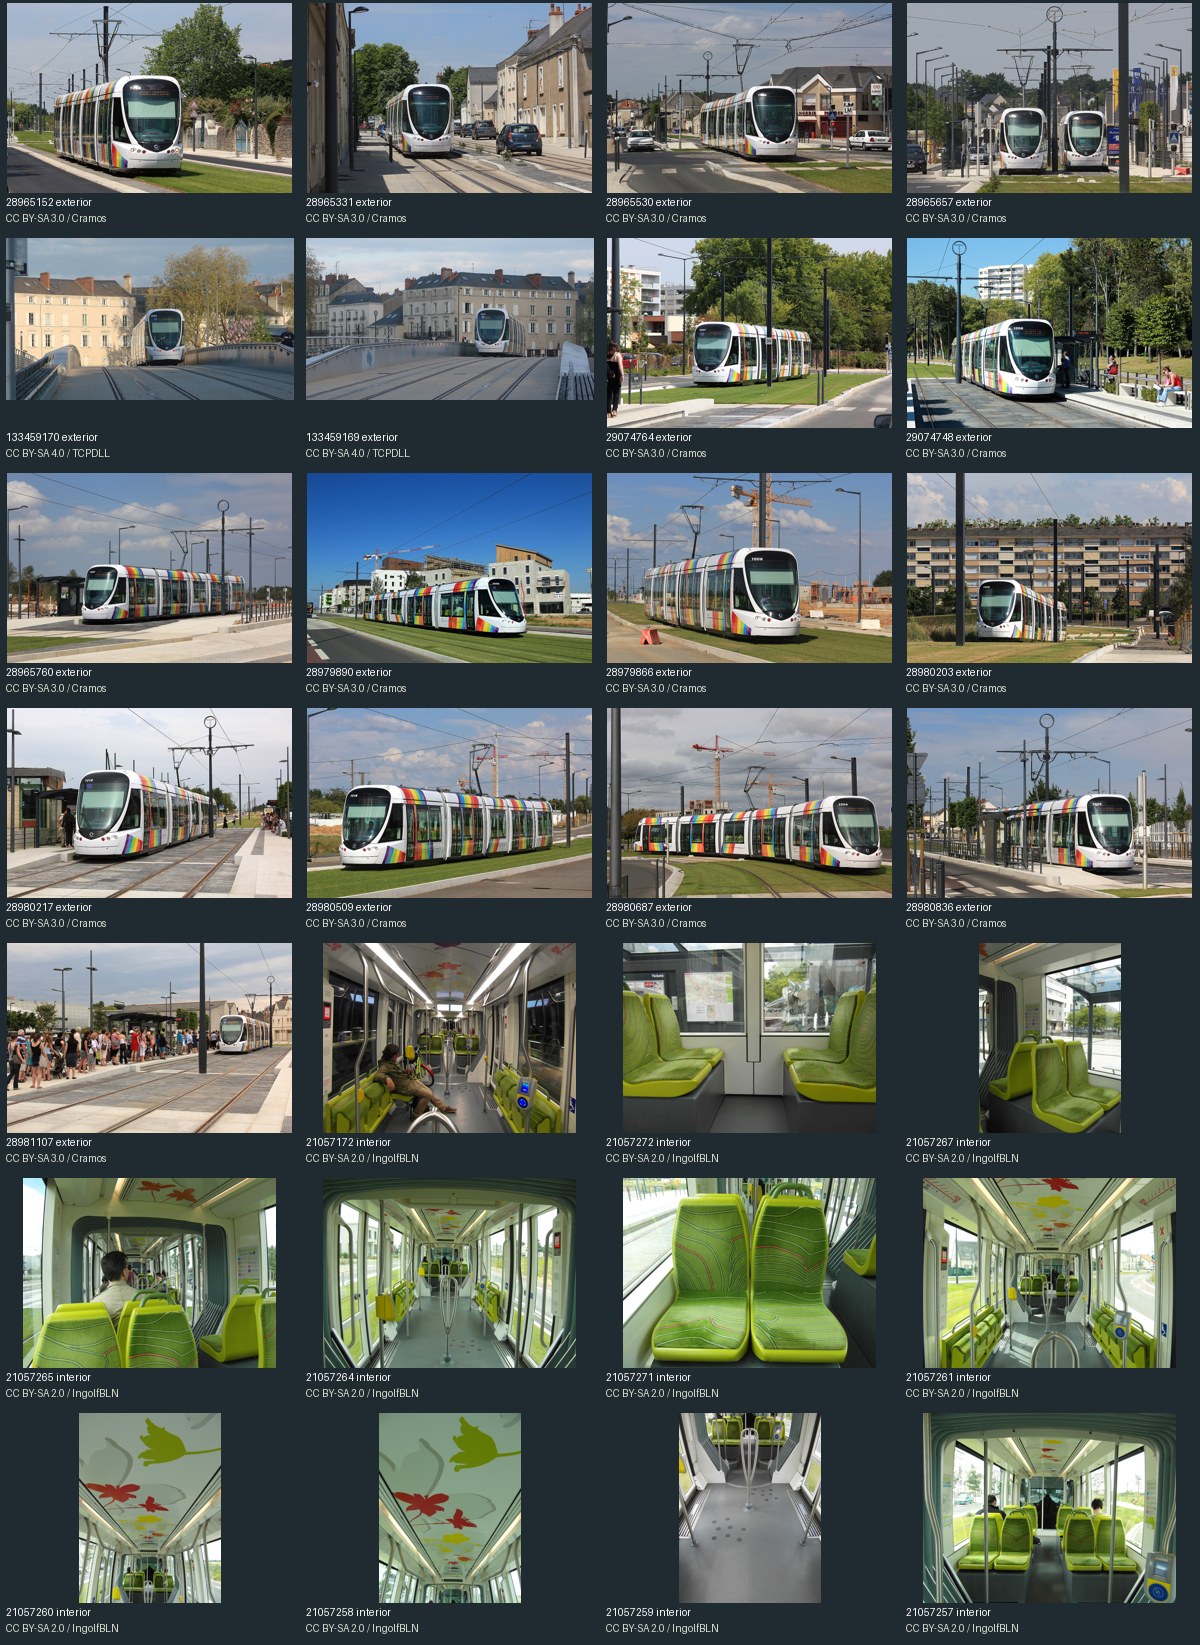 28965152 exterior
CC BY-SA 3.0 / Cramos
28965331 exterior
CC BY-SA 3.0 / Cramos
28965530 exterior
CC BY-SA 3.0 / Cramos
28965657 exterior
CC BY-SA 3.0 / Cramos
133459170 exterior
CC BY-SA 4.0 / TCPDLL
133459169 exterior
CC BY-SA 4.0 / TCPDLL
29074764 exterior
CC BY-SA 3.0 / Cramos
29074748 exterior
CC BY-SA 3.0 / Cramos
28965760 exterior
CC BY-SA 3.0 / Cramos
28979890 exterior
CC BY-SA 3.0 / Cramos
28979866 exterior
CC BY-SA 3.0 / Cramos
28980203 exterior
CC BY-SA 3.0 / Cramos
28980217 exterior
CC BY-SA 3.0 / Cramos
28980509 exterior
CC BY-SA 3.0 / Cramos
28980687 exterior
CC BY-SA 3.0 / Cramos
28980836 exterior
CC BY-SA 3.0 / Cramos
28981107 exterior
CC BY-SA 3.0 / Cramos
21057172 interior
CC BY-SA 2.0 / IngolfBLN
21057272 interior
CC BY-SA 2.0 / IngolfBLN
21057267 interior
CC BY-SA 2.0 / IngolfBLN
21057265 interior
CC BY-SA 2.0 / IngolfBLN
21057264 interior
CC BY-SA 2.0 / IngolfBLN
21057271 interior
CC BY-SA 2.0 / IngolfBLN
21057261 interior
CC BY-SA 2.0 / IngolfBLN
21057260 interior
CC BY-SA 2.0 / IngolfBLN
21057258 interior
CC BY-SA 2.0 / IngolfBLN
21057259 interior
CC BY-SA 2.0 / IngolfBLN
21057257 interior
CC BY-SA 2.0 / IngolfBLN